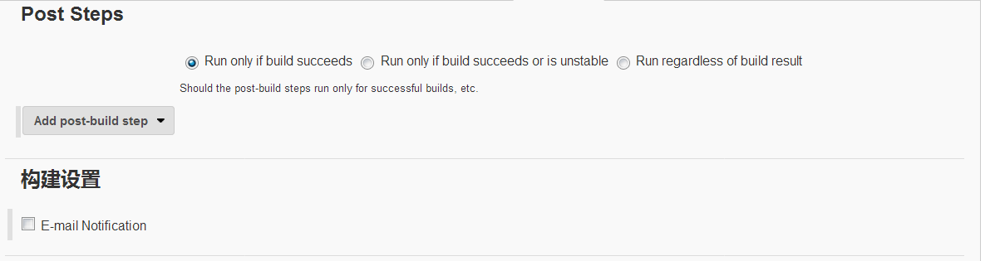 Post Steps
Run only if build succeeds Run only if build succeeds or is unstable Run regardless of build result
Should the post-build steps run only for successful builds, etc.
Add post-build step
构建设置
E-mail Notification